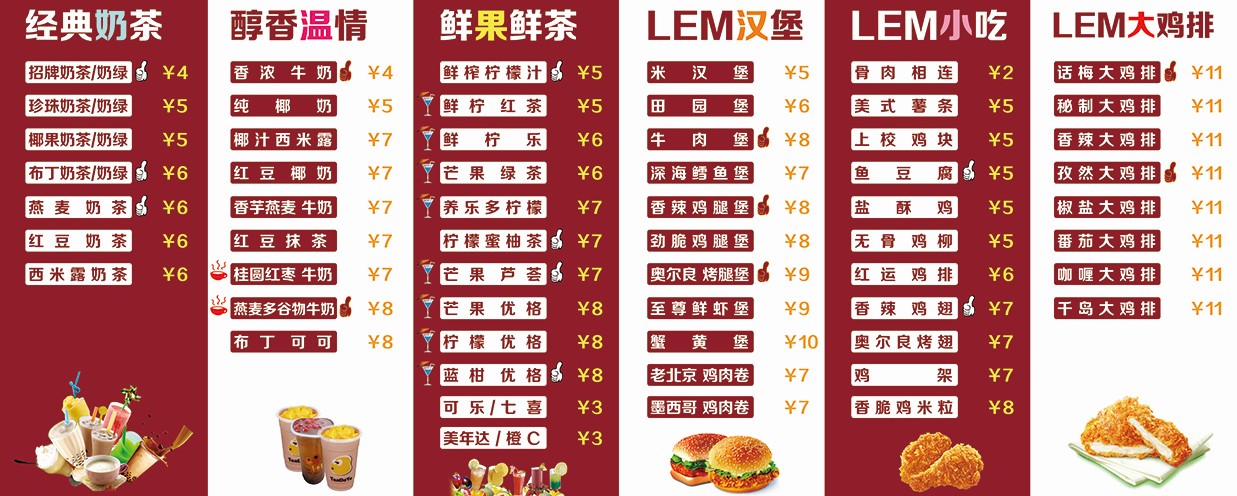 经典奶茶
招牌奶茶/奶绿 ¥4
珍珠奶茶/奶绿 ¥5
椰果奶茶/奶绿 ¥5
布丁奶茶/奶绿 ¥6
燕麦奶茶 ¥6
红豆奶茶 ¥6
西米露奶茶 ¥6
醇香温情
香浓牛奶 ¥4
纯椰奶 ¥5
椰汁西米露 ¥7
红豆椰奶 ¥7
香芋燕麦 牛奶 ¥7
红豆抹茶 ¥7
桂圆红枣 牛奶 ¥7
燕麦多谷物牛奶 ¥8
布丁可可 ¥8
鲜果鲜茶
鲜榨柠檬汁 ¥5
鲜柠红茶 ¥5
鲜柠乐 ¥6
芒果绿茶 ¥6
养乐多柠檬 ¥7
柠檬蜜柚茶 ¥7
芒果芦荟 ¥7
芒果优格 ¥8
柠檬优格 ¥8
蓝柑优格 ¥8
可乐/七喜 ¥3
美年达/橙C ¥3
LEM汉堡
米汉堡 ¥5
田园堡 ¥6
牛肉堡 ¥8
深海鳕鱼堡 ¥7
香辣鸡腿堡 ¥8
劲脆鸡腿堡 ¥8
奥尔良 烤腿堡 ¥9
至尊鲜虾堡 ¥9
蟹黄堡 ¥10
老北京 鸡肉卷 ¥7
墨西哥 鸡肉卷 ¥7
LEM小吃
骨肉相连 ¥2
美式薯条 ¥5
上校鸡块 ¥5
鱼豆腐 ¥5
盐酥鸡 ¥5
无骨鸡柳 ¥5
红运鸡排 ¥6
香辣鸡翅 ¥7
奥尔良烤翅 ¥7
鸡架 ¥7
香脆鸡米粒 ¥8
LEM大鸡排
话梅大鸡排 ¥11
秘制大鸡排 ¥11
香辣大鸡排 ¥11
孜然大鸡排 ¥11
椒盐大鸡排 ¥11
番茄大鸡排 ¥11
咖喱大鸡排 ¥11
千岛大鸡排 ¥11